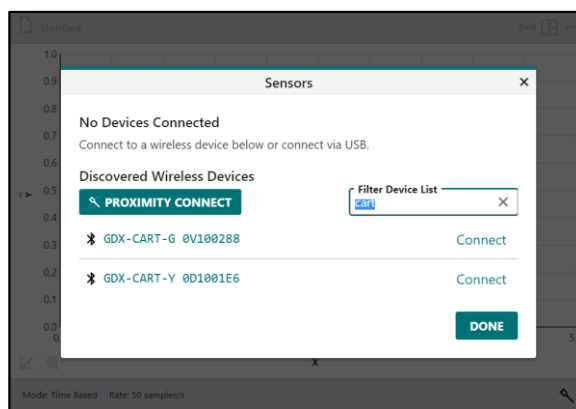 Untitled
1.0
0.9
0.8
0.7
0.6
0.5
0.4
0.3
0.2
0.1
0.0
0.
5.
Y
X
Sensors
No Devices Connected
Connect to a wireless device below or connect via USB.
Discovered Wireless Devices
PROXIMITY CONNECT
Filter Device List
cart
GDX-CART-G 0V100288 Connect
GDX-CART-Y 0D1001E6 Connect
DONE
Mode: Time Based Rate: 50 samples/s